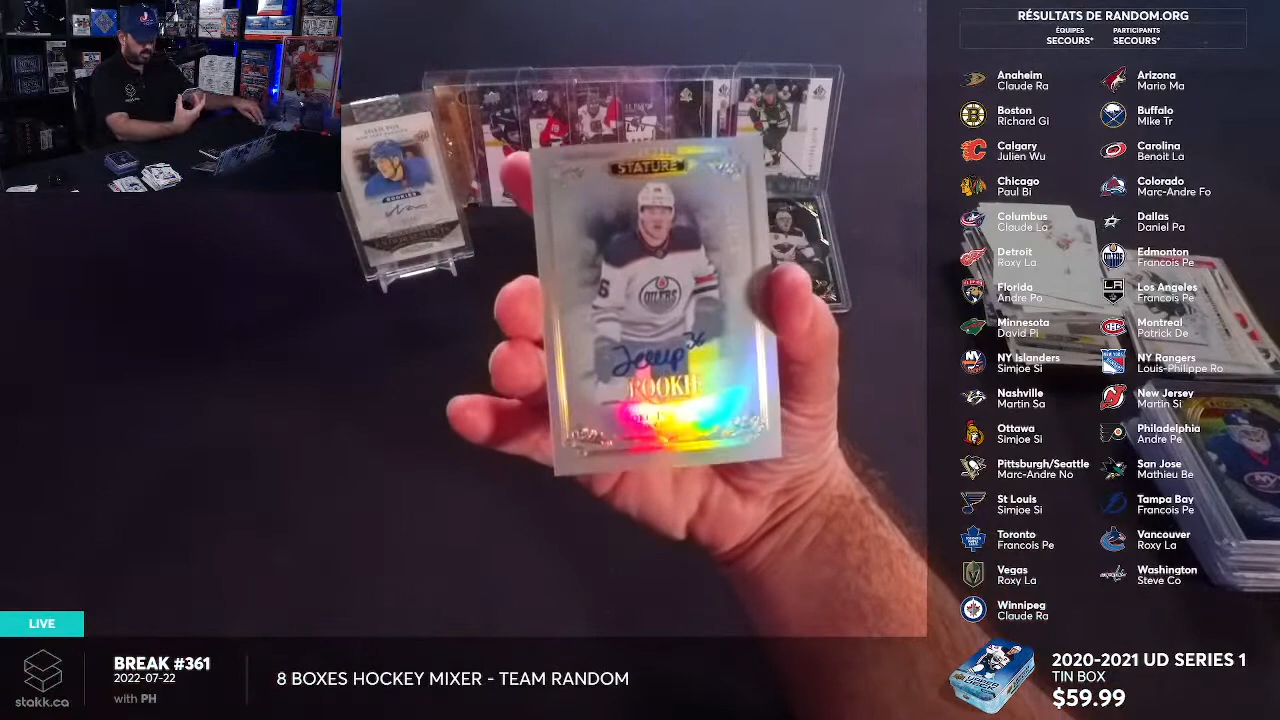 RÉSULTATS DE RANDOM.ORG
ÉQUIPES PARTICIPANTS
SECOURS* SECOURS*
Anaheim
Claude Ra
Arizona
Mario Ma
Boston
Richard Gi
Buffalo
Mike Tr
Calgary
Julien Wu
Carolina
Benoit La
Chicago
Paul Bi
Colorado
Marc-Andre Fo
Columbus
Claude La
Dallas
Daniel Pa
Detroit
Roxy La
Edmonton
Francois Pe
Florida
Andre Po
Los Angeles
Francois Pe
Minnesota
David Pi
Montreal
Patrick De
NY Islanders
Simjoe Si
NY Rangers
Louis-Philippe Ro
Nashville
Martin Sa
New Jersey
Martin Si
Ottawa
Simjoe Si
Philadelphia
Andre Pe
Pittsburgh/Seattle
Marc-Andre No
San Jose
Mathieu Be
St Louis
Simjoe Si
Tampa Bay
Francois Pe
Toronto
Francois Pe
Vancouver
Roxy La
Vegas
Roxy La
Washington
Steve Co
Winnipeg
Claude Ra
STATURE
OILERS
36
ROOKIE
ROOKIES
LIVE
stakk.ca
BREAK #361
2022-07-22
with PH
8 BOXES HOCKEY MIXER - TEAM RANDOM
2020-2021 UD SERIES 1
TIN BOX
$59.99